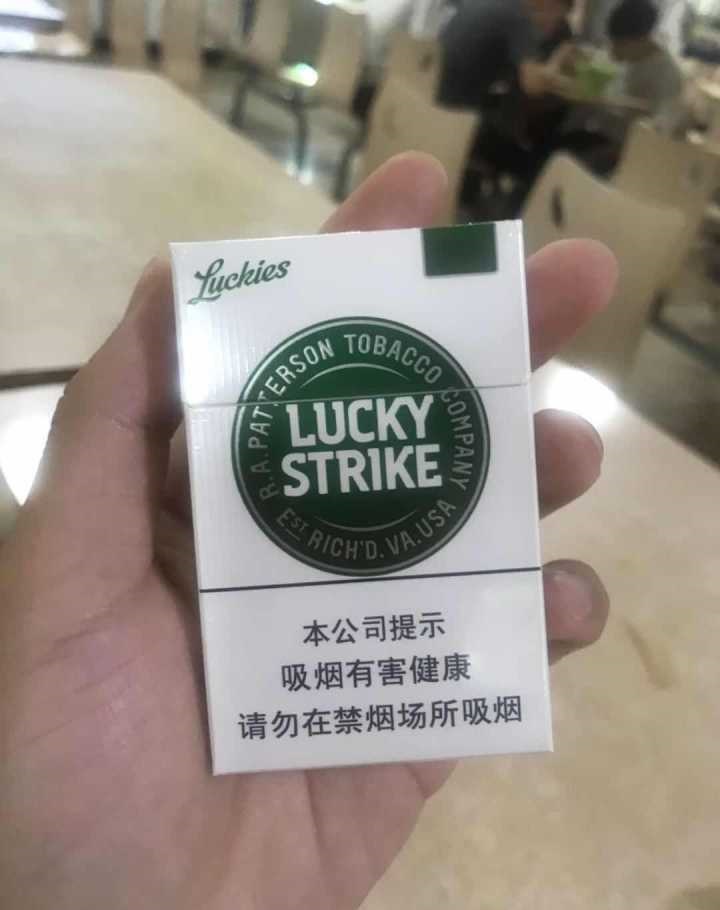 Luckies
R.A. PATTERSON TOBACCO COMPANY
LUCKY
STRIKE
EST. RICH'D. VA. USA
本公司提示
吸烟有害健康
请勿在禁烟场所吸烟